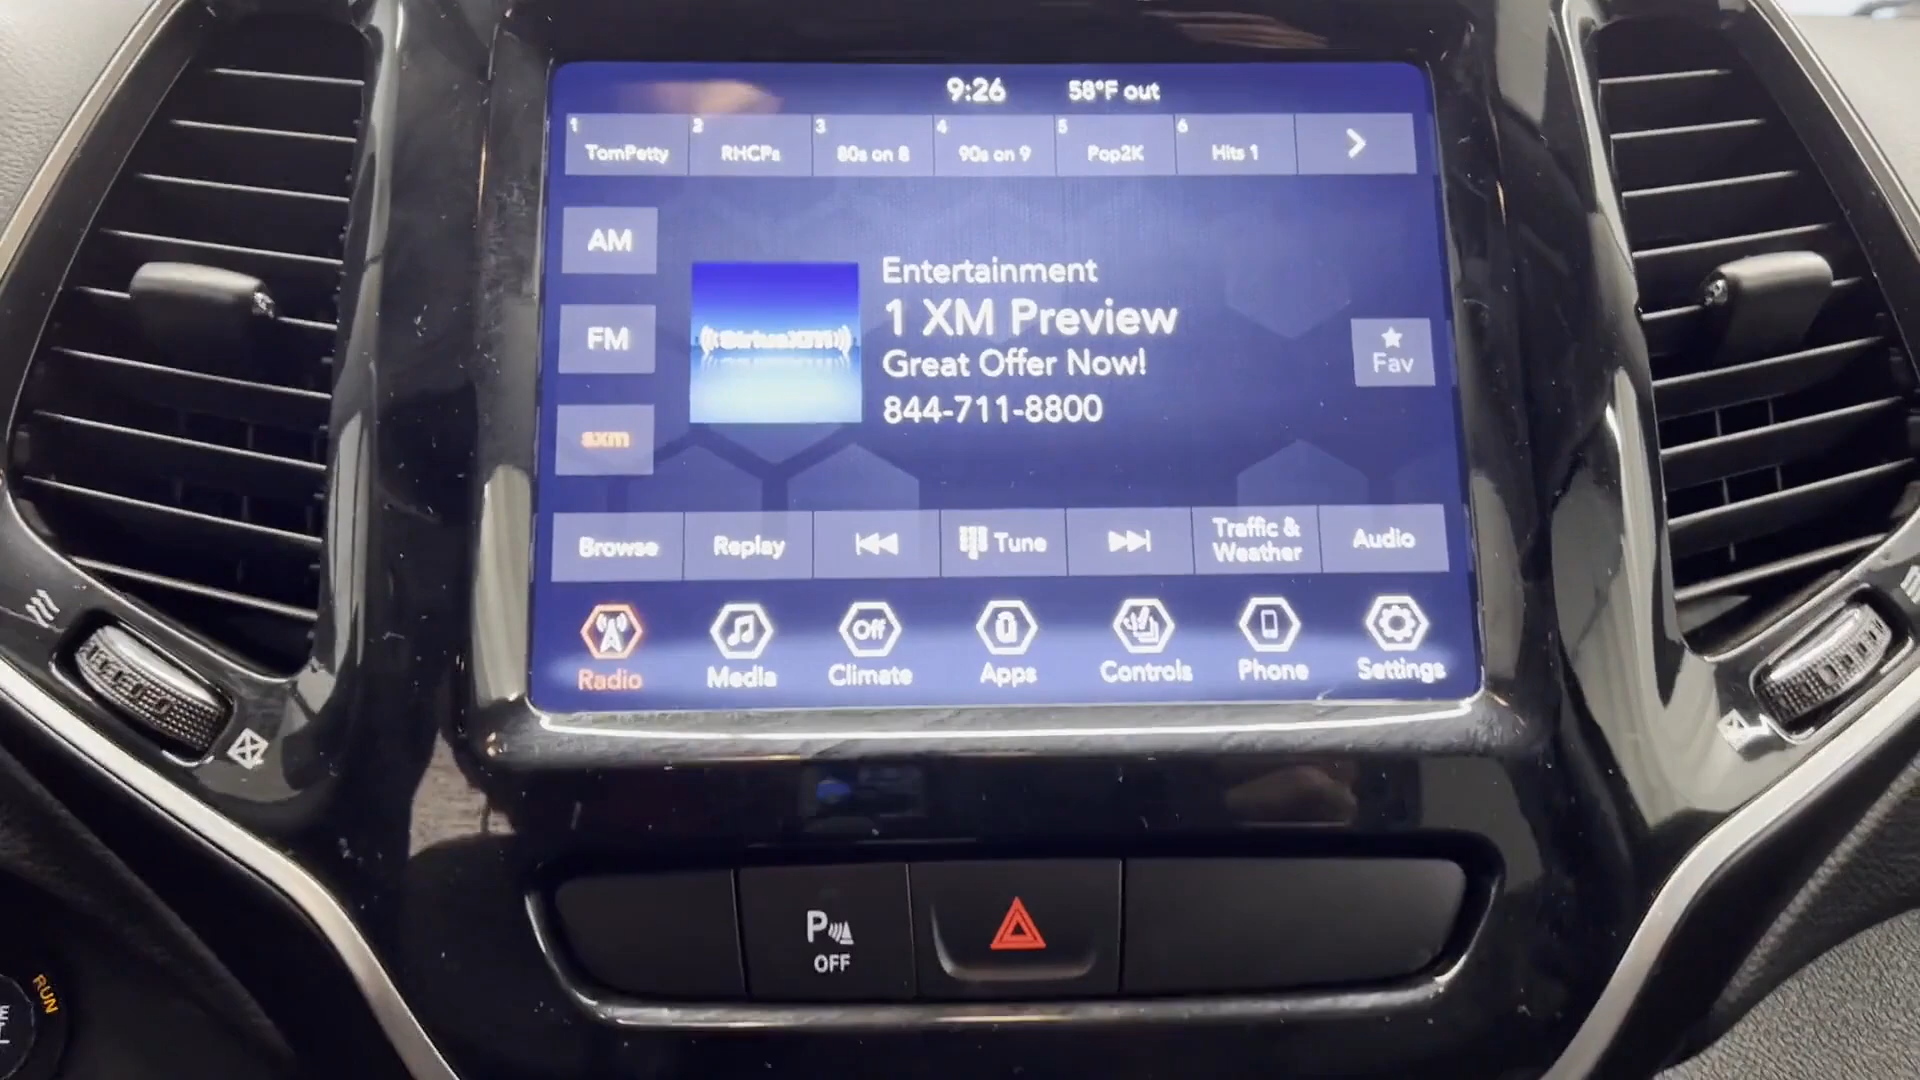 9:26 58°F out
1 TomPetty 2 RHCPs 3 80s on 8 4 90s on 9 5 Pop2K 6 Hits 1
AM
FM
sxm
SiriusXM
Entertainment
1 XM Preview
Great Offer Now!
844-711-8800
Fav
Browse Replay Tune Traffic & Weather Audio
Off
Radio Media Climate Apps Controls Phone Settings
P
OFF
RUN